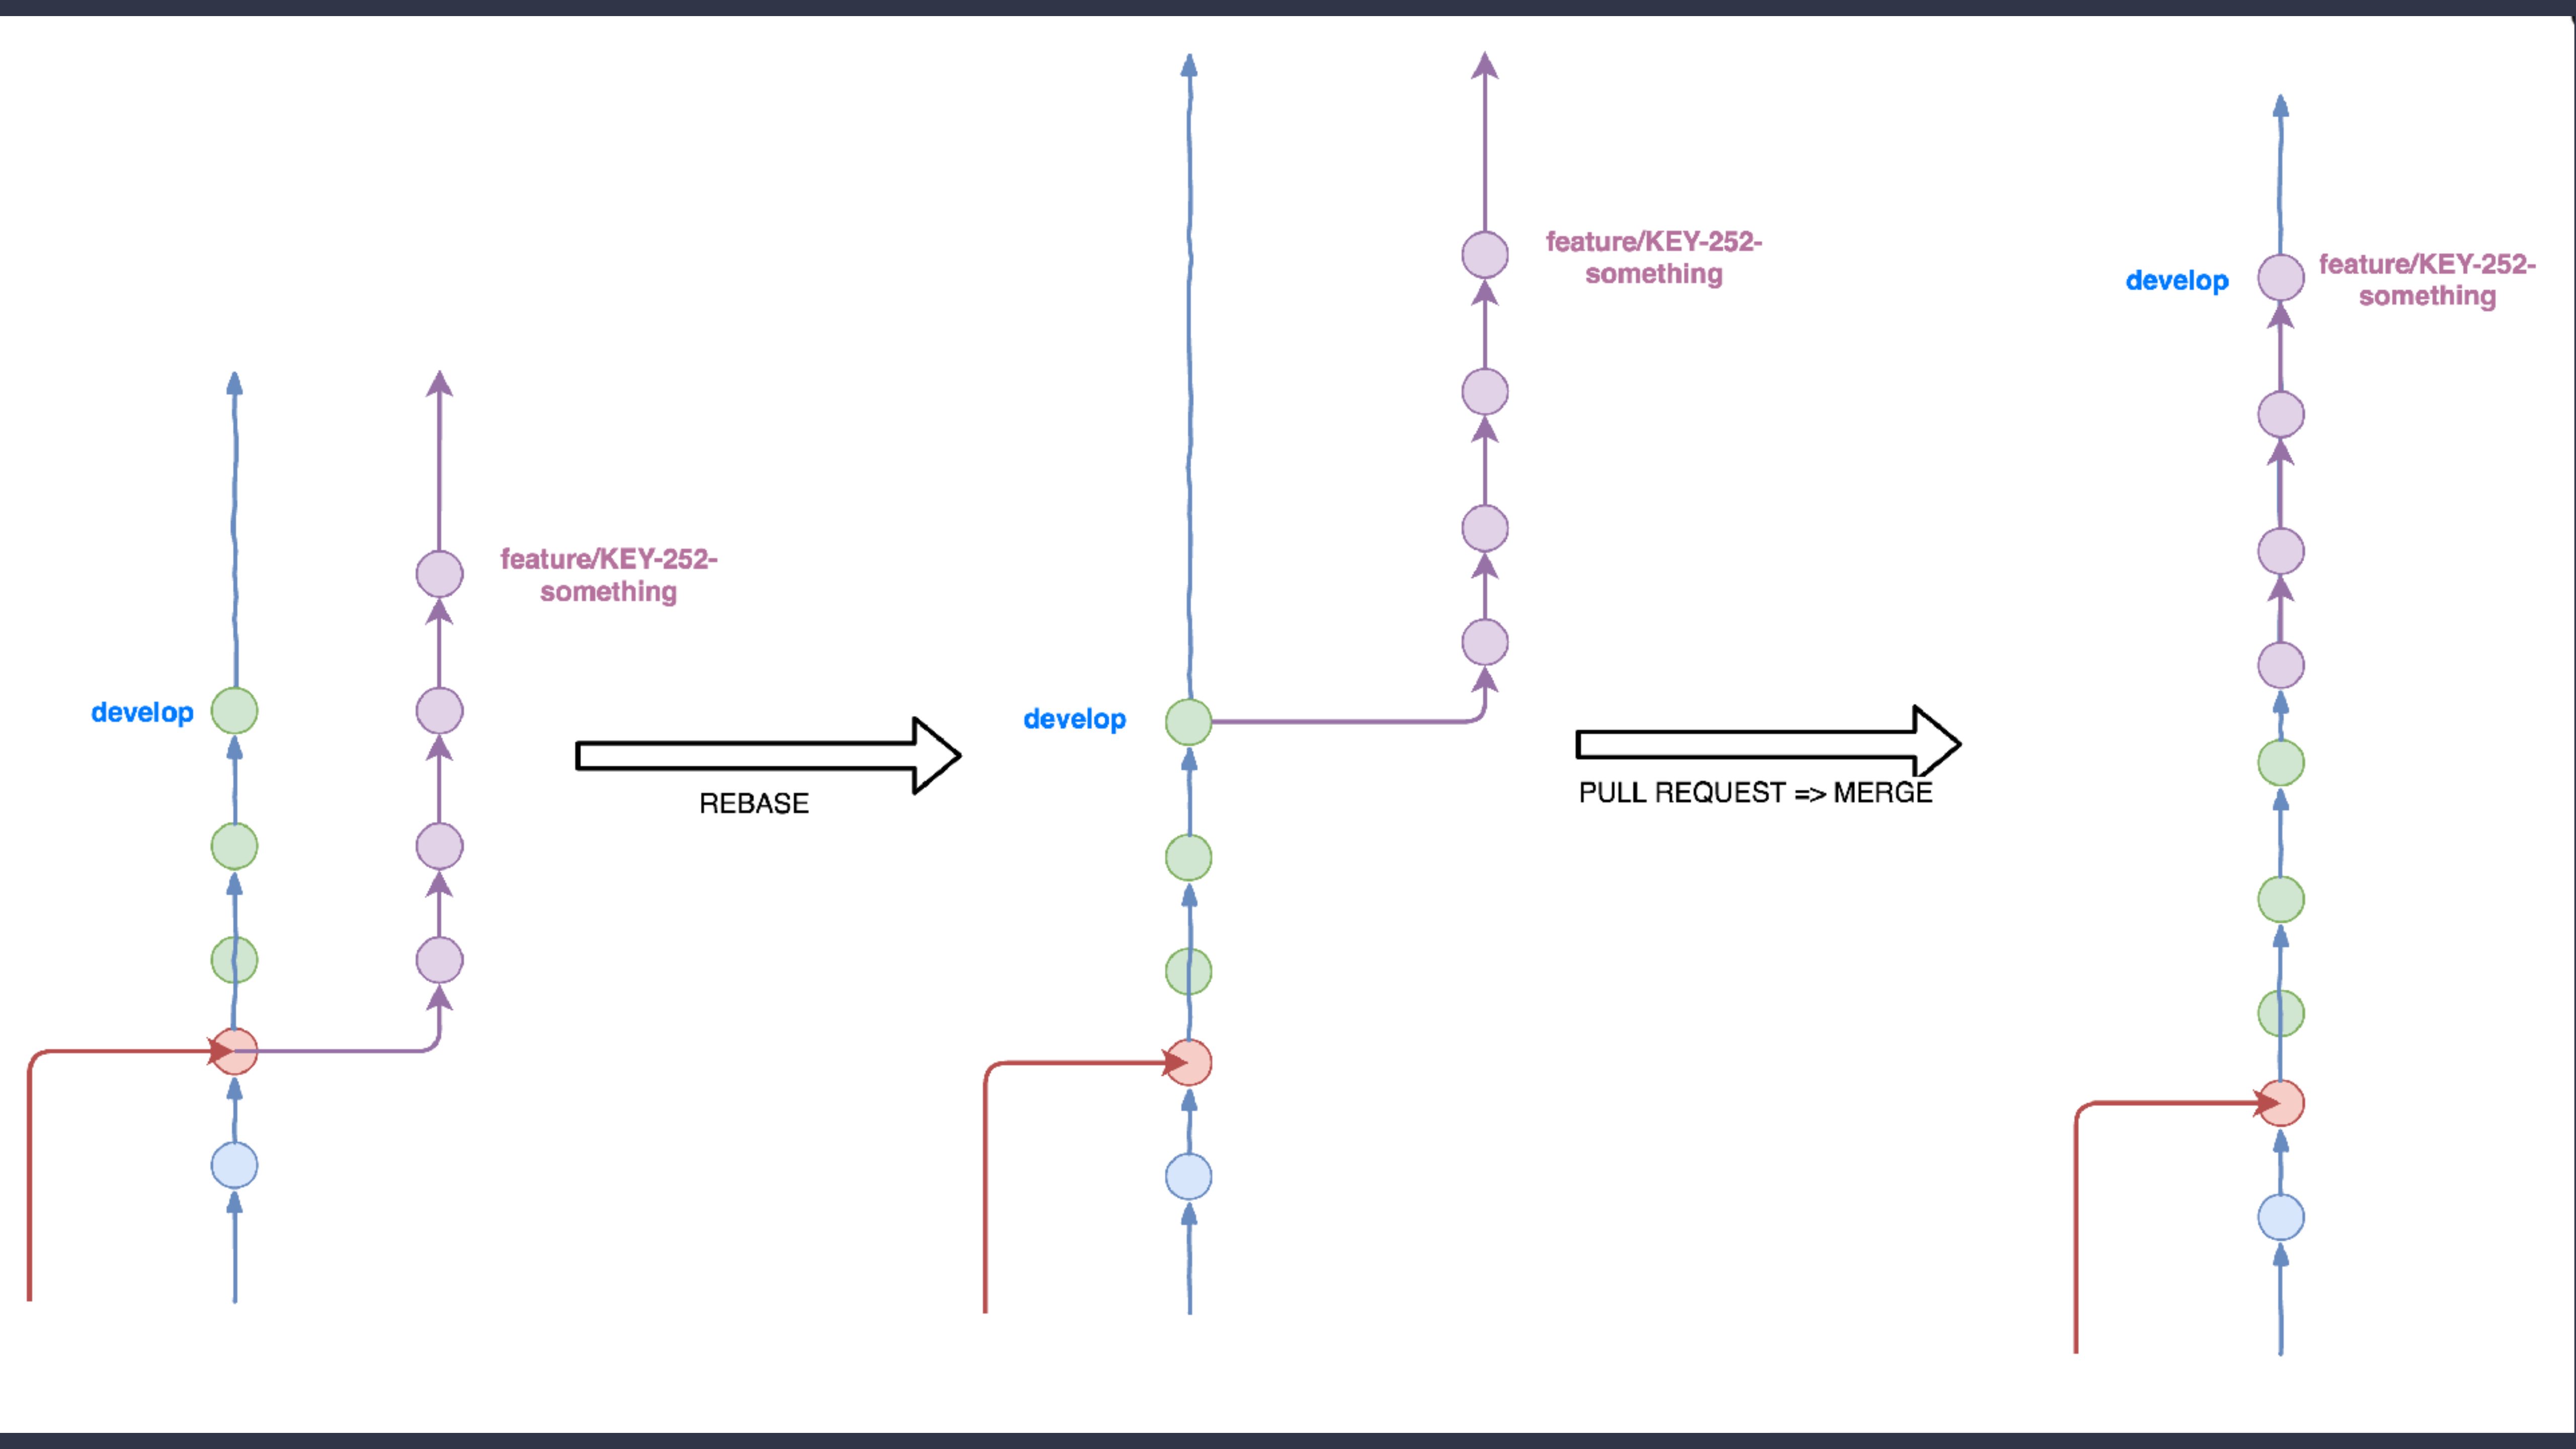 develop
feature/KEY-252-
something
REBASE
develop
feature/KEY-252-
something
PULL REQUEST => MERGE
develop
feature/KEY-252-
something